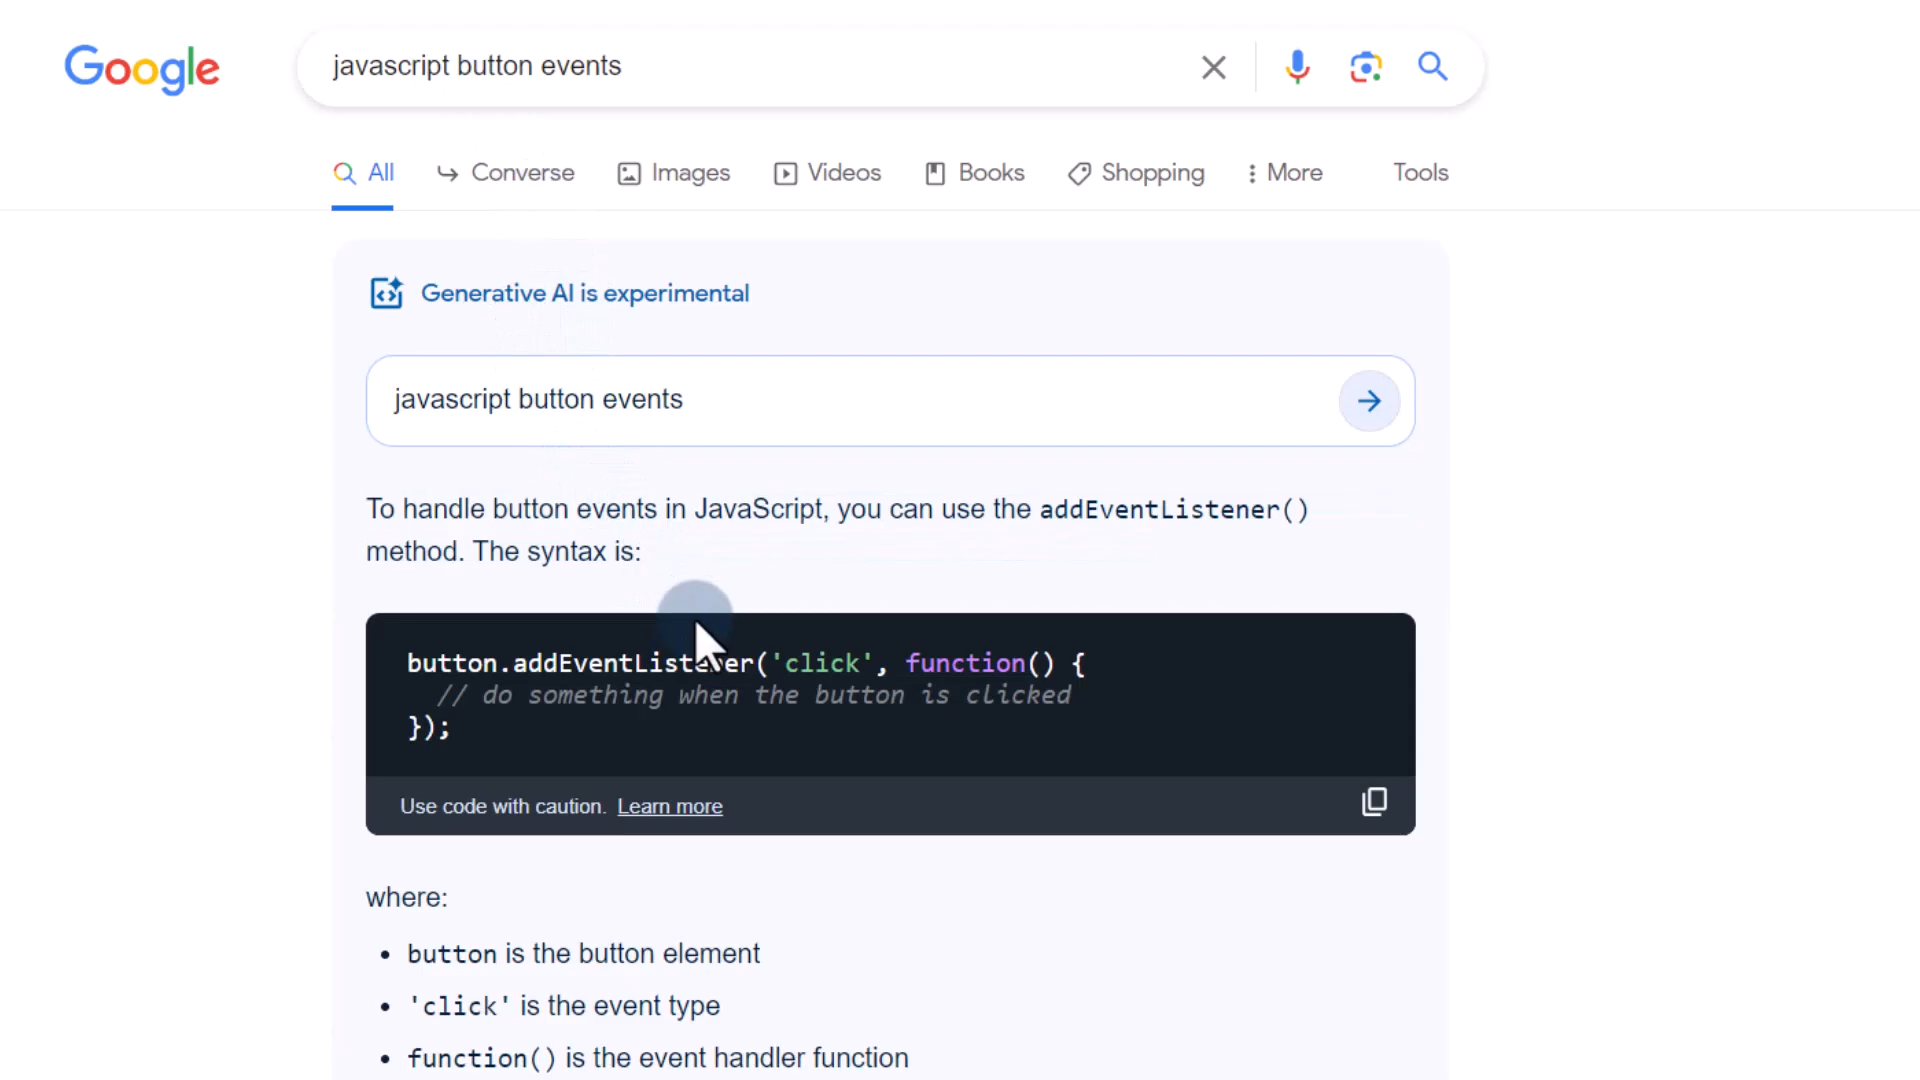 Google
javascript button events
All Converse Images Videos Books Shopping More Tools
Generative AI is experimental
javascript button events
To handle button events in JavaScript, you can use the addEventListener()
method. The syntax is:
button.addEventListener('click', function() {
// do something when the button is clicked
});
Use code with caution. Learn more
where:
• button is the button element
• 'click' is the event type
• function() is the event handler function